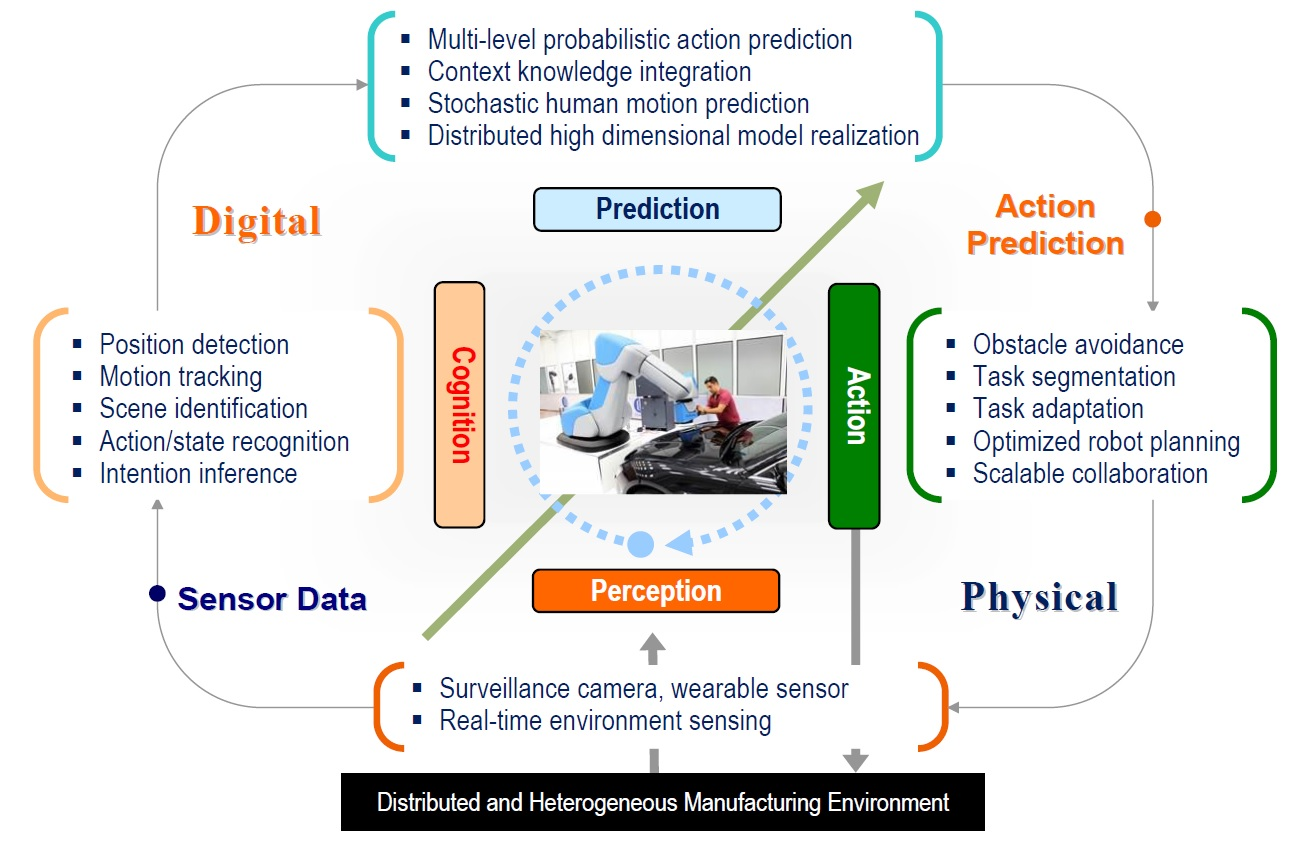 ▪ Multi-level probabilistic action prediction
▪ Context knowledge integration
▪ Stochastic human motion prediction
▪ Distributed high dimensional model realization
Prediction
Digital
Action
Prediction
▪ Position detection
▪ Motion tracking
▪ Scene identification
▪ Action/state recognition
▪ Intention inference
Cognition
Action
▪ Obstacle avoidance
▪ Task segmentation
▪ Task adaptation
▪ Optimized robot planning
▪ Scalable collaboration
Sensor Data
Perception
Physical
▪ Surveillance camera, wearable sensor
▪ Real-time environment sensing
Distributed and Heterogeneous Manufacturing Environment